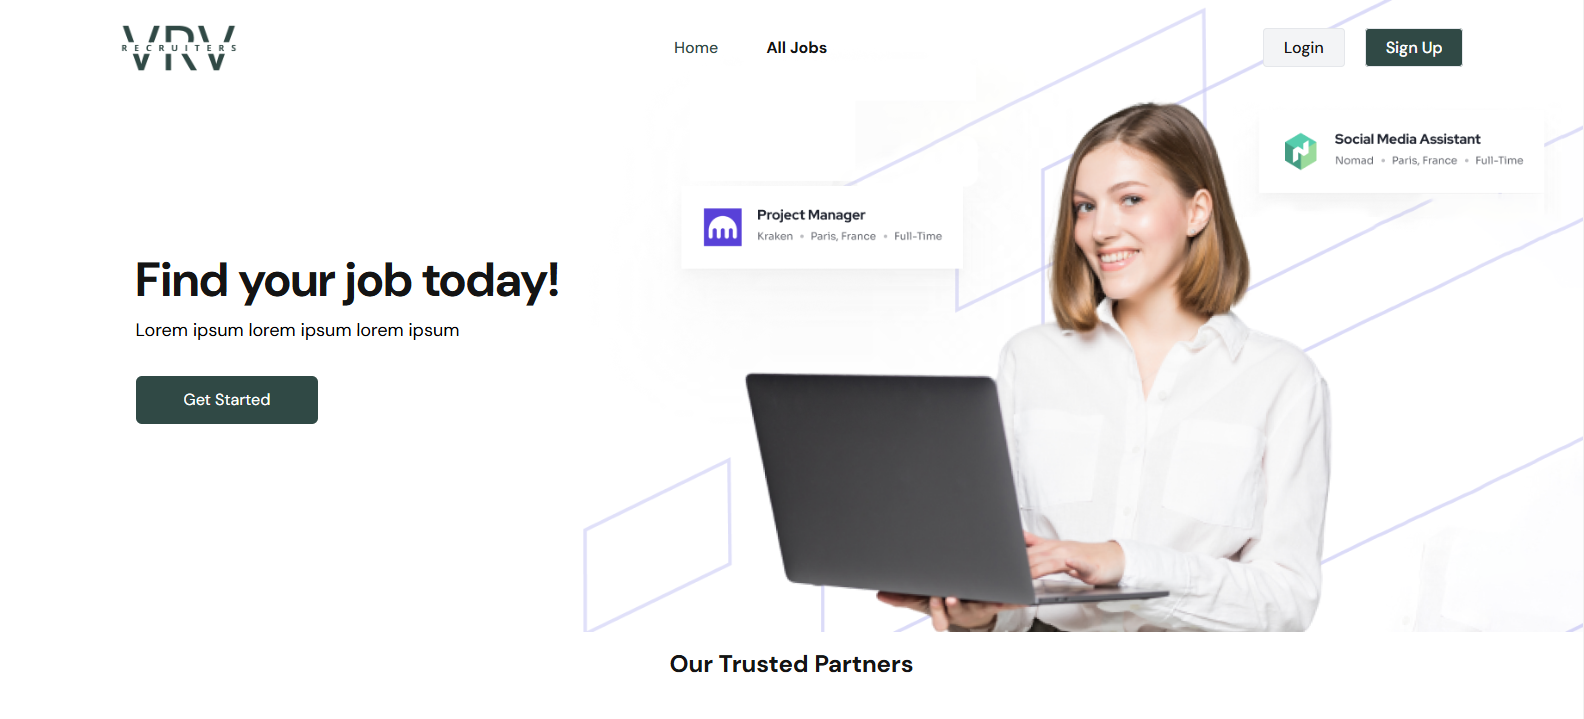 VRV
RECRUITERS
Home
All Jobs
Login
Sign Up
Social Media Assistant
Nomad • Paris, France • Full-Time
Project Manager
Kraken • Paris, France • Full-Time
Find your job today!
Lorem ipsum lorem ipsum lorem ipsum
Get Started
Our Trusted Partners